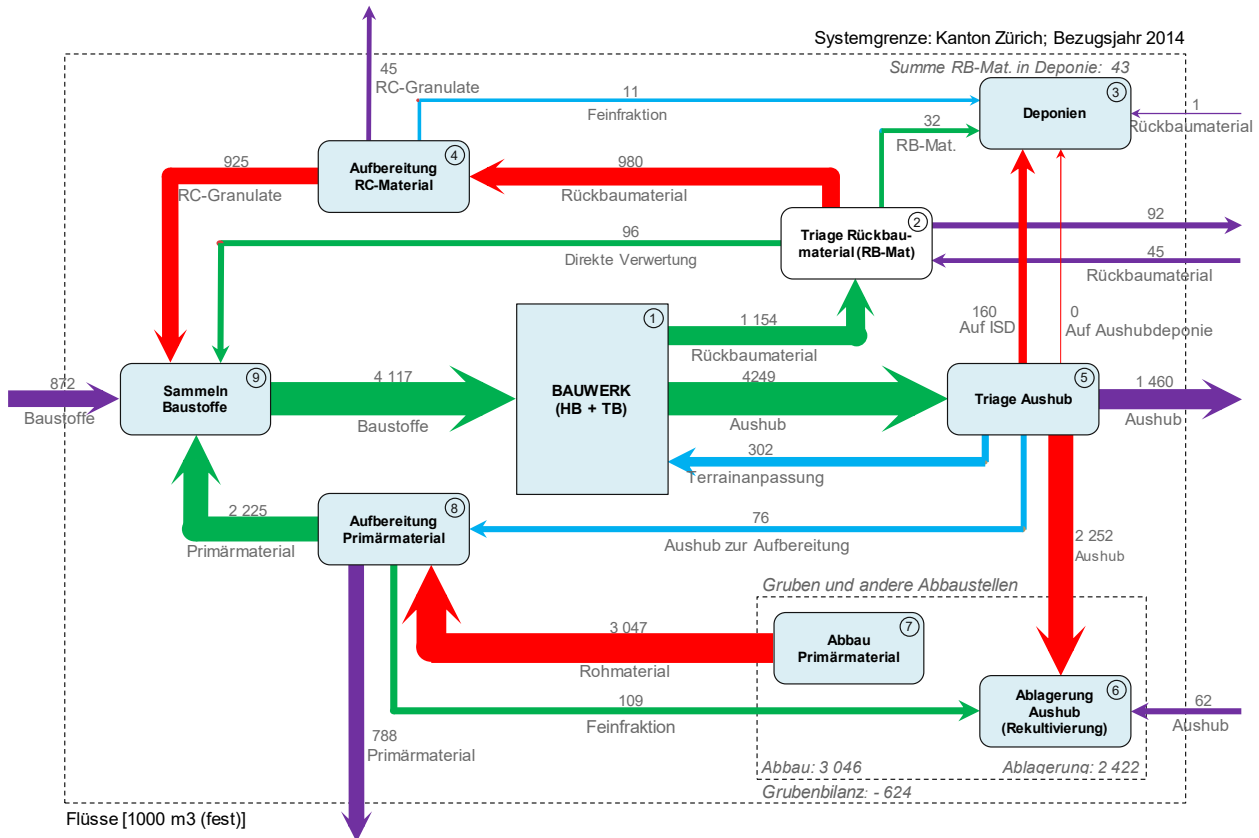 Systemgrenze: Kanton Zürich; Bezugsjahr 2014
Summe RB-Mat. in Deponie: 43
45
RC-Granulate
11
Feinfraktion
3
Deponien
1
Rückbaumaterial
32
RB-Mat.
4
Aufbereitung
RC-Material
925
RC-Granulate
980
Rückbaumaterial
2
Triage Rückbau-
material (RB-Mat)
92
45
Rückbaumaterial
96
Direkte Verwertung
160
Auf ISD
0
Auf Aushubdeponie
1
BAUWERK
(HB + TB)
1 154
Rückbaumaterial
872
Baustoffe
9
Sammeln
Baustoffe
4 117
Baustoffe
4249
Aushub
5
Triage Aushub
1 460
Aushub
302
Terrainanpassung
2 225
Primärmaterial
8
Aufbereitung
Primärmaterial
76
Aushub zur Aufbereitung
2 252
Aushub
Gruben und andere Abbaustellen
3 047
Rohmaterial
7
Abbau
Primärmaterial
109
Feinfraktion
6
Ablagerung
Aushub
(Rekultivierung)
62
Aushub
788
Primärmaterial
Abbau: 3 046
Ablagerung: 2 422
Grubenbilanz: - 624
Flüsse [1000 m3 (fest)]